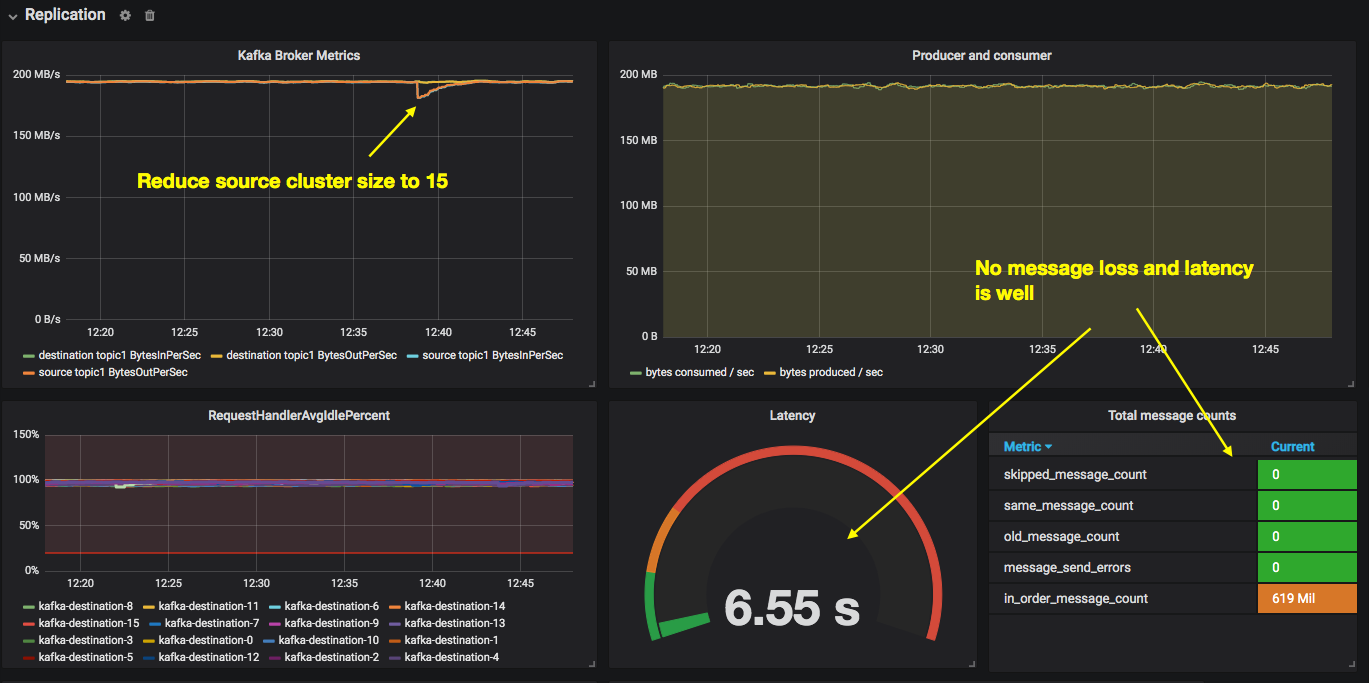 Replication
Kafka Broker Metrics
200 MB/s
150 MB/s
100 MB/s
50 MB/s
0 B/s
Reduce source cluster size to 15
12:20 12:25 12:30 12:35 12:40 12:45
destination topic1 BytesInPerSec destination topic1 BytesOutPerSec source topic1 BytesInPerSec
source topic1 BytesOutPerSec
Producer and consumer
200 MB
150 MB
100 MB
50 MB
0 B
No message loss and latency
is well
12:20 12:25 12:30 12:35 12:40 12:45
bytes consumed / sec bytes produced / sec
RequestHandlerAvgIdlePercent
150%
100%
50%
0%
12:20 12:25 12:30 12:35 12:40 12:45
kafka-destination-8 kafka-destination-11 kafka-destination-6 kafka-destination-14
kafka-destination-15 kafka-destination-7 kafka-destination-9 kafka-destination-13
kafka-destination-3 kafka-destination-0 kafka-destination-10 kafka-destination-1
kafka-destination-5 kafka-destination-12 kafka-destination-2 kafka-destination-4
Latency
6.55 s
Total message counts
Metric Current
skipped_message_count 0
same_message_count 0
old_message_count 0
message_send_errors 0
in_order_message_count 619 Mil